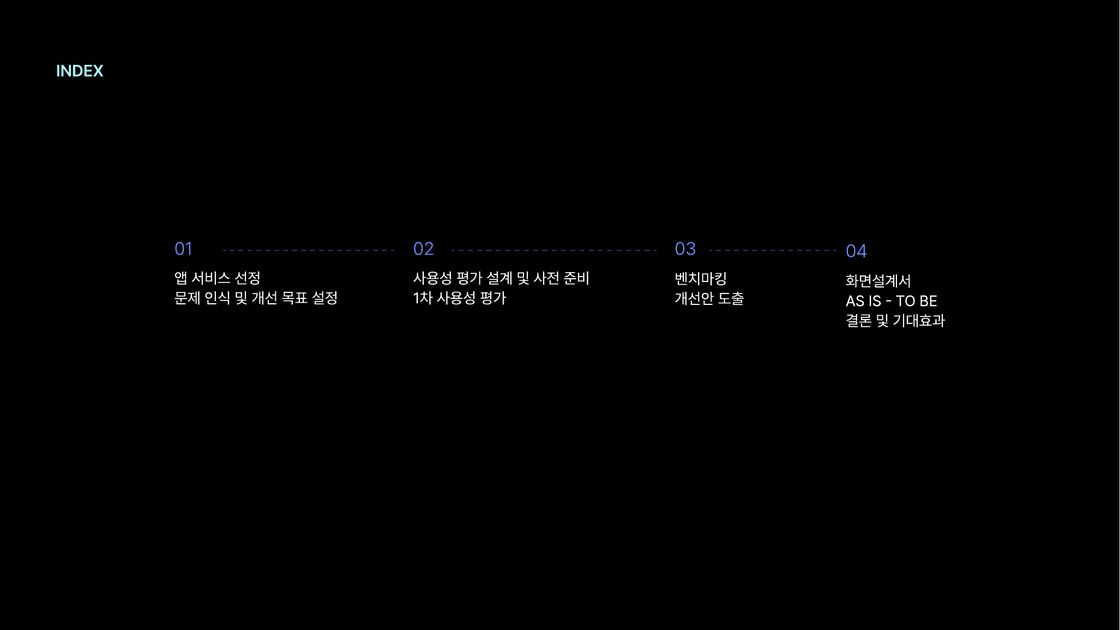 INDEX
01
앱 서비스 선정
문제 인식 및 개선 목표 설정
02
사용성 평가 설계 및 사전 준비
1차 사용성 평가
03
벤치마킹
개선안 도출
04
화면설계서
AS IS - TO BE
결론 및 기대효과